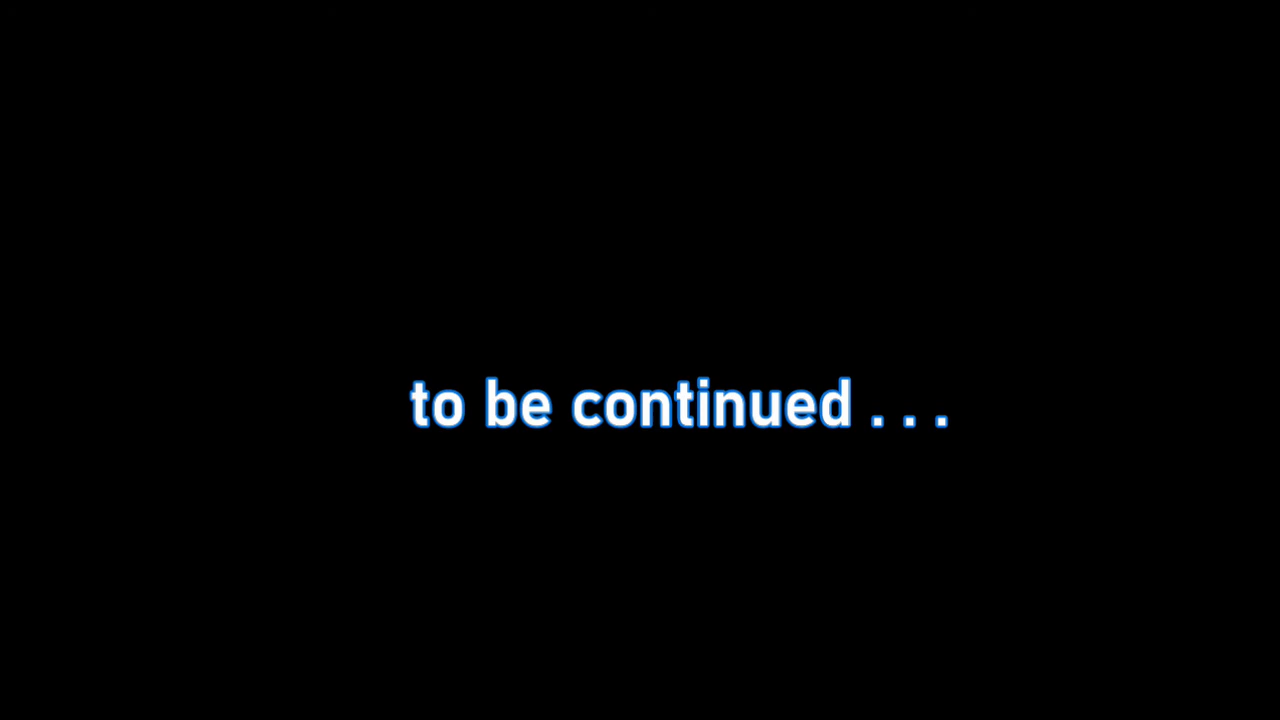 to be continued . . .